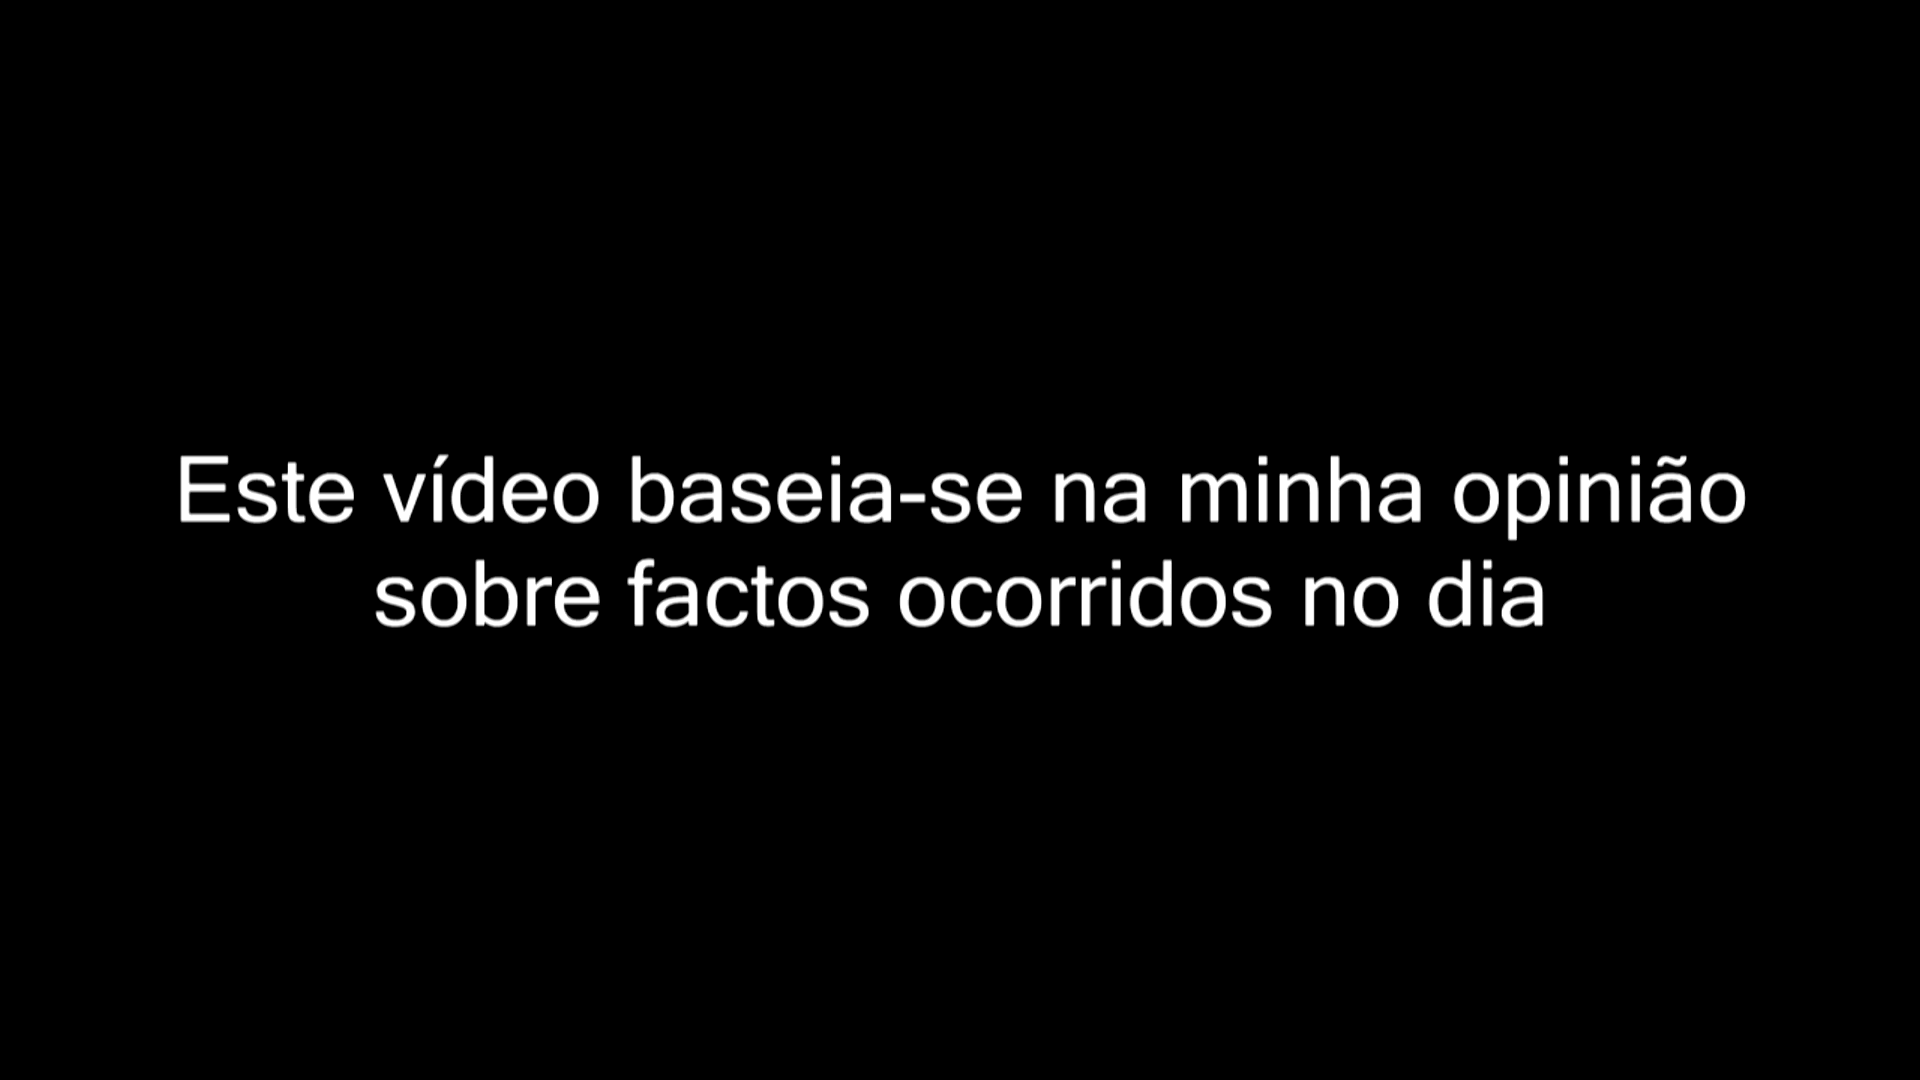 Este vídeo baseia-se na minha opinião
sobre factos ocorridos no dia